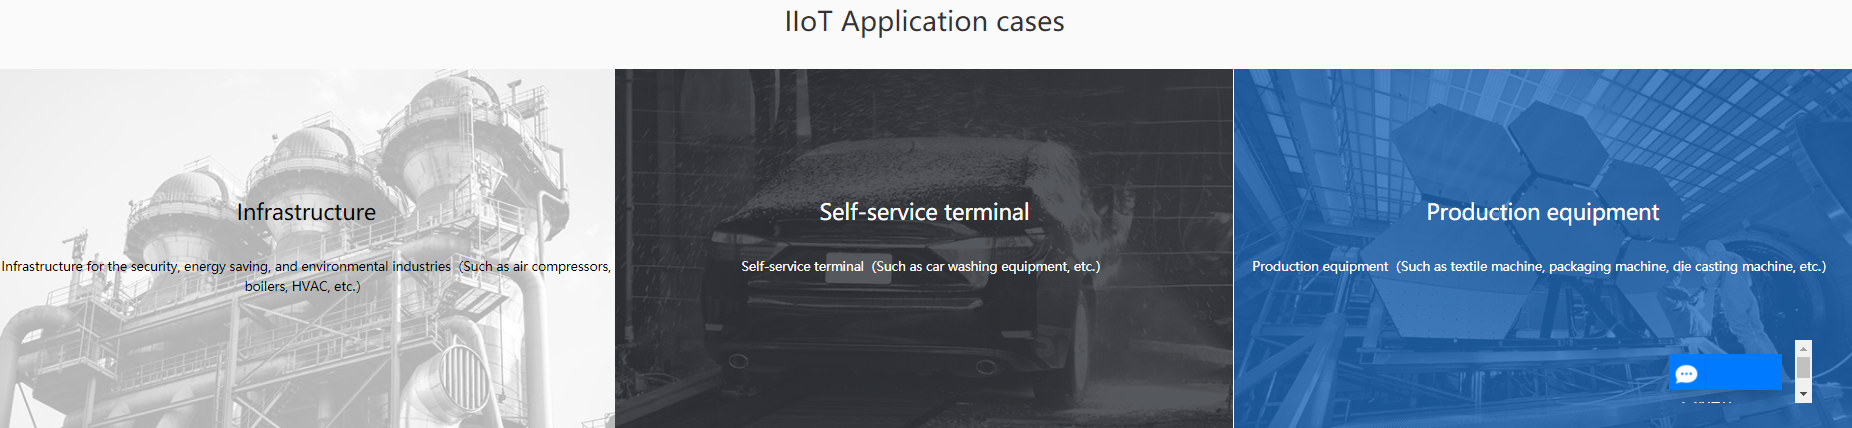 IIoT Application cases
Infrastructure
Infrastructure for the security, energy saving, and environmental industries（Such as air compressors,
boilers, HVAC, etc.）
Self-service terminal
Self-service terminal（Such as car washing equipment, etc.）
Production equipment
Production equipment（Such as textile machine, packaging machine, die casting machine, etc.）